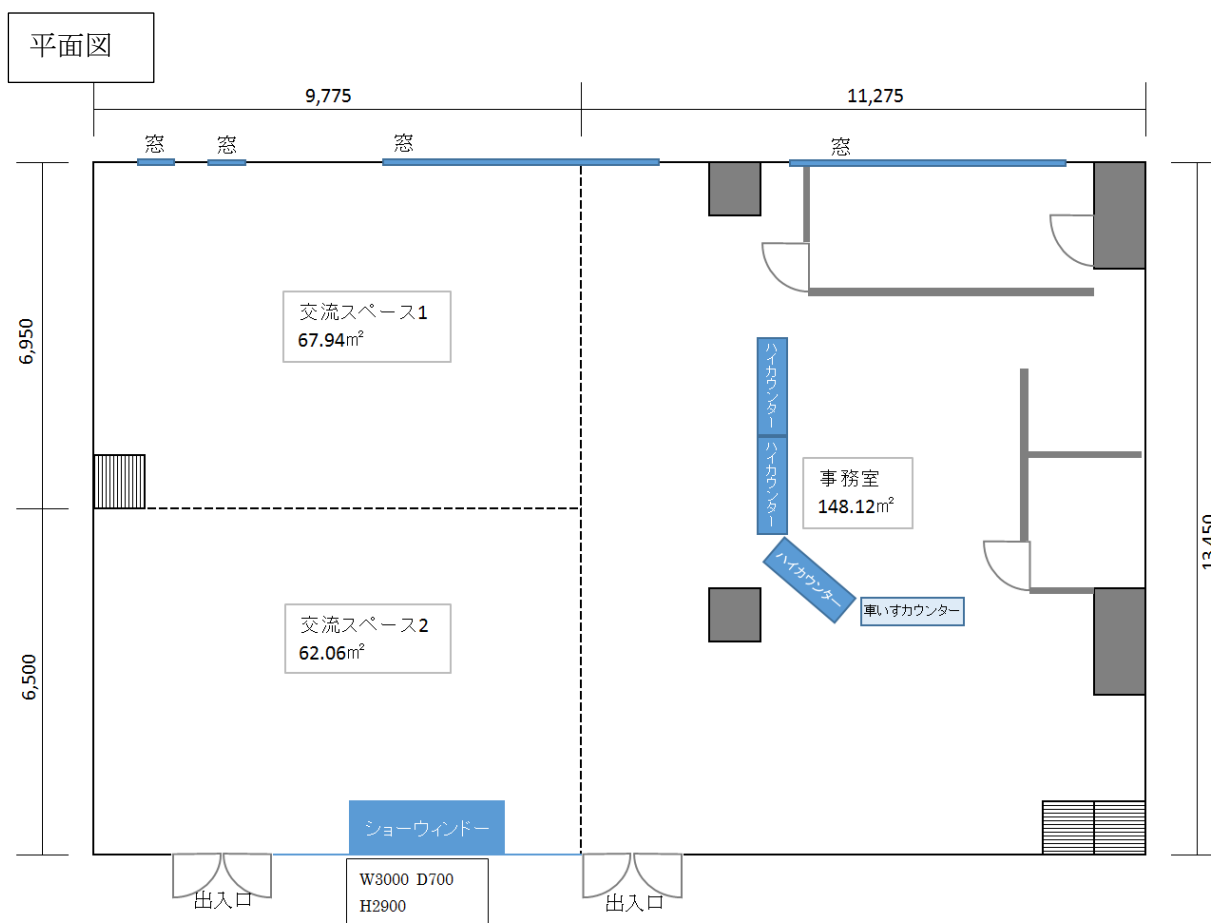 平面図
9,775
11,275
窓
窓
窓
窓
6,950
交流スペース1
67.94㎡
ハイカウンター
ハイカウンター
事務室
148.12㎡
13,450
ハイカウンター
車いすカウンター
交流スペース2
62.06㎡
6,500
ショーウィンドー
W3000 D700
H2900
出入口
出入口